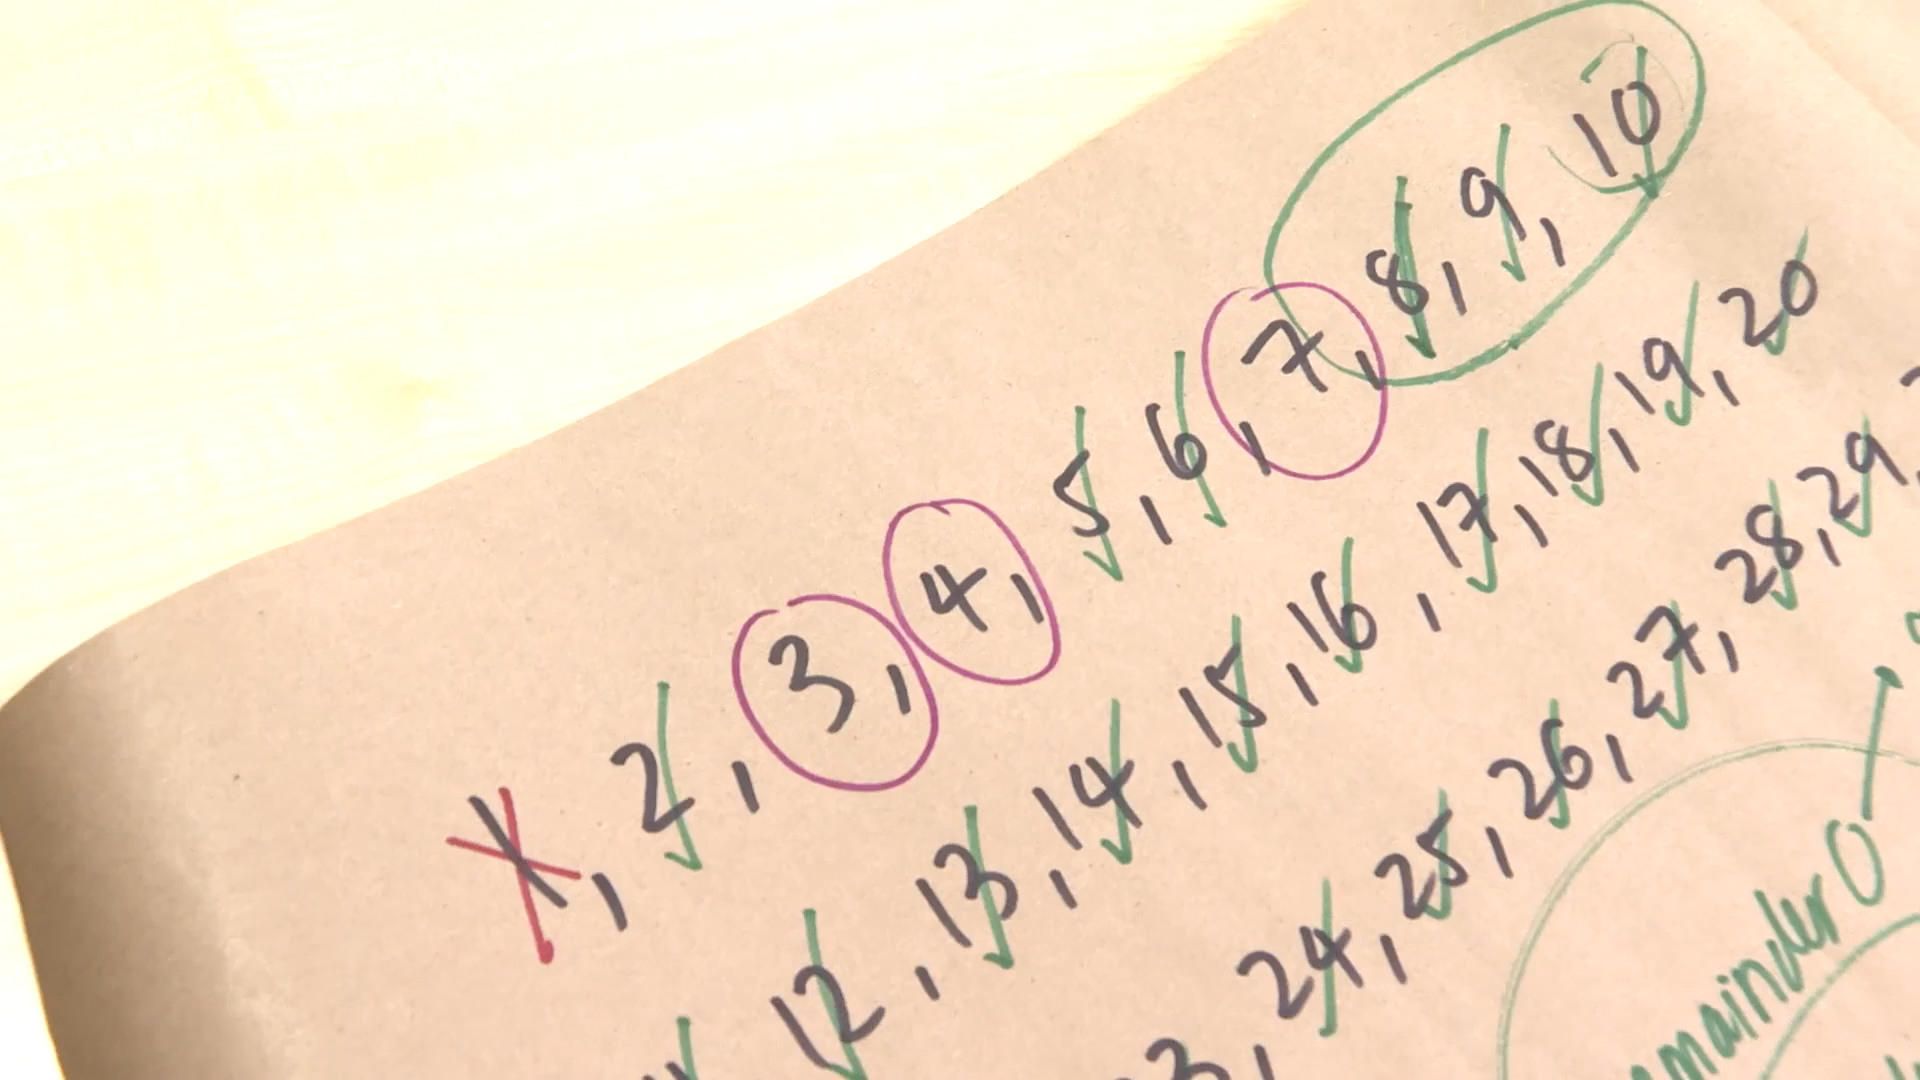 1, 2, 3, 4, 5, 6, 7, 8, 9, 10
12, 13, 14, 15, 16, 17, 18, 19, 20
24, 25, 26, 27, 28, 29,
0